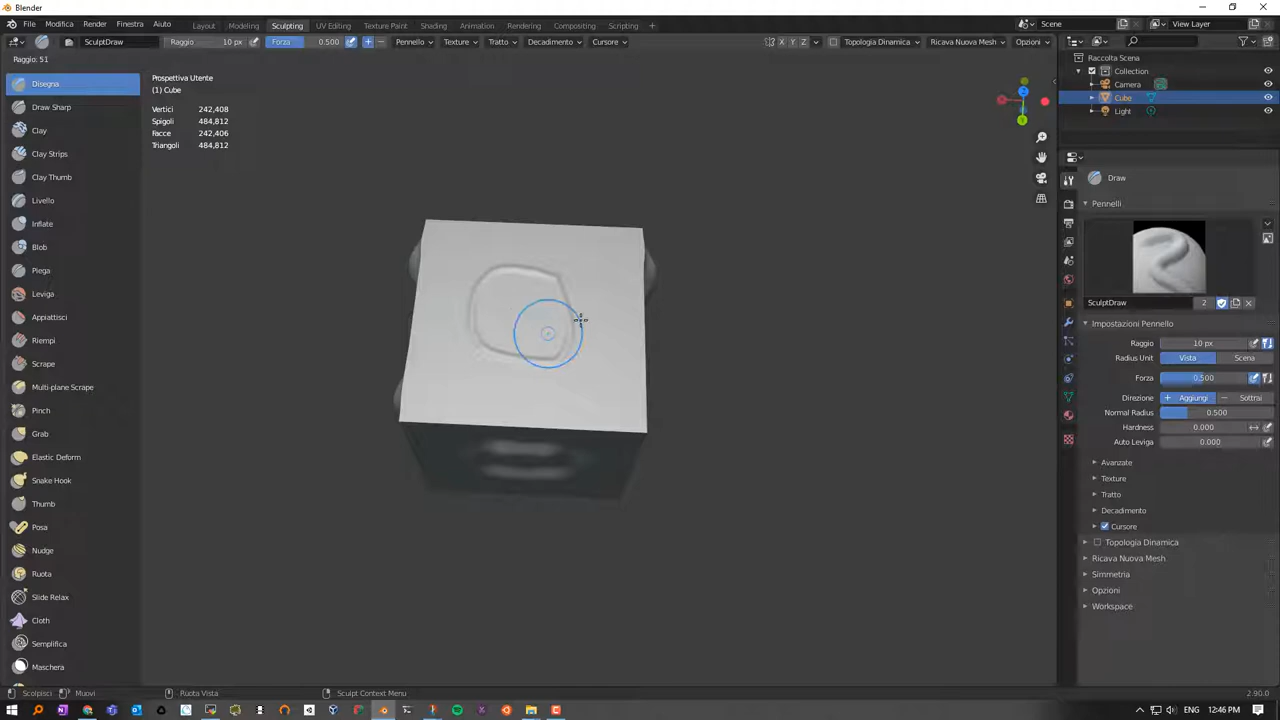 Blender
File Modifica Render Finestra Aiuto Layout Modeling Sculpting UV Editing Texture Paint Shading Animation Rendering Compositing Scripting + Scene View Layer
SculptDraw Raggio 10 px Forza 0.500 + − Pennello Texture Tratto Decadimento Cursore X Y Z Topologia Dinamica Ricava Nuova Mesh Opzioni
Raggio: 51
Disegna
Draw Sharp
Clay
Clay Strips
Clay Thumb
Livello
Inflate
Blob
Piega
Leviga
Appiattisci
Riempi
Scrape
Multi-plane Scrape
Pinch
Grab
Elastic Deform
Snake Hook
Thumb
Posa
Nudge
Ruota
Slide Relax
Cloth
Semplifica
Maschera
Prospettiva Utente
(1) Cube
Vertici 242,408
Spigoli 484,812
Facce 242,406
Triangoli 484,812
Raccolta Scena
Collection
Camera
Cube
Light
Draw
Pennelli
SculptDraw 2
Impostazioni Pennello
Raggio 10 px
Radius Unit Vista Scena
Forza 0.500
Direzione + Aggiungi − Sottrai
Normal Radius 0.500
Hardness 0.000
Auto Leviga 0.000
Avanzate
Texture
Tratto
Decadimento
Cursore
Topologia Dinamica
Ricava Nuova Mesh
Simmetria
Opzioni
Workspace
Scolpisci Muovi Ruota Vista Sculpt Context Menu 2.90.0
ENG 12:46 PM